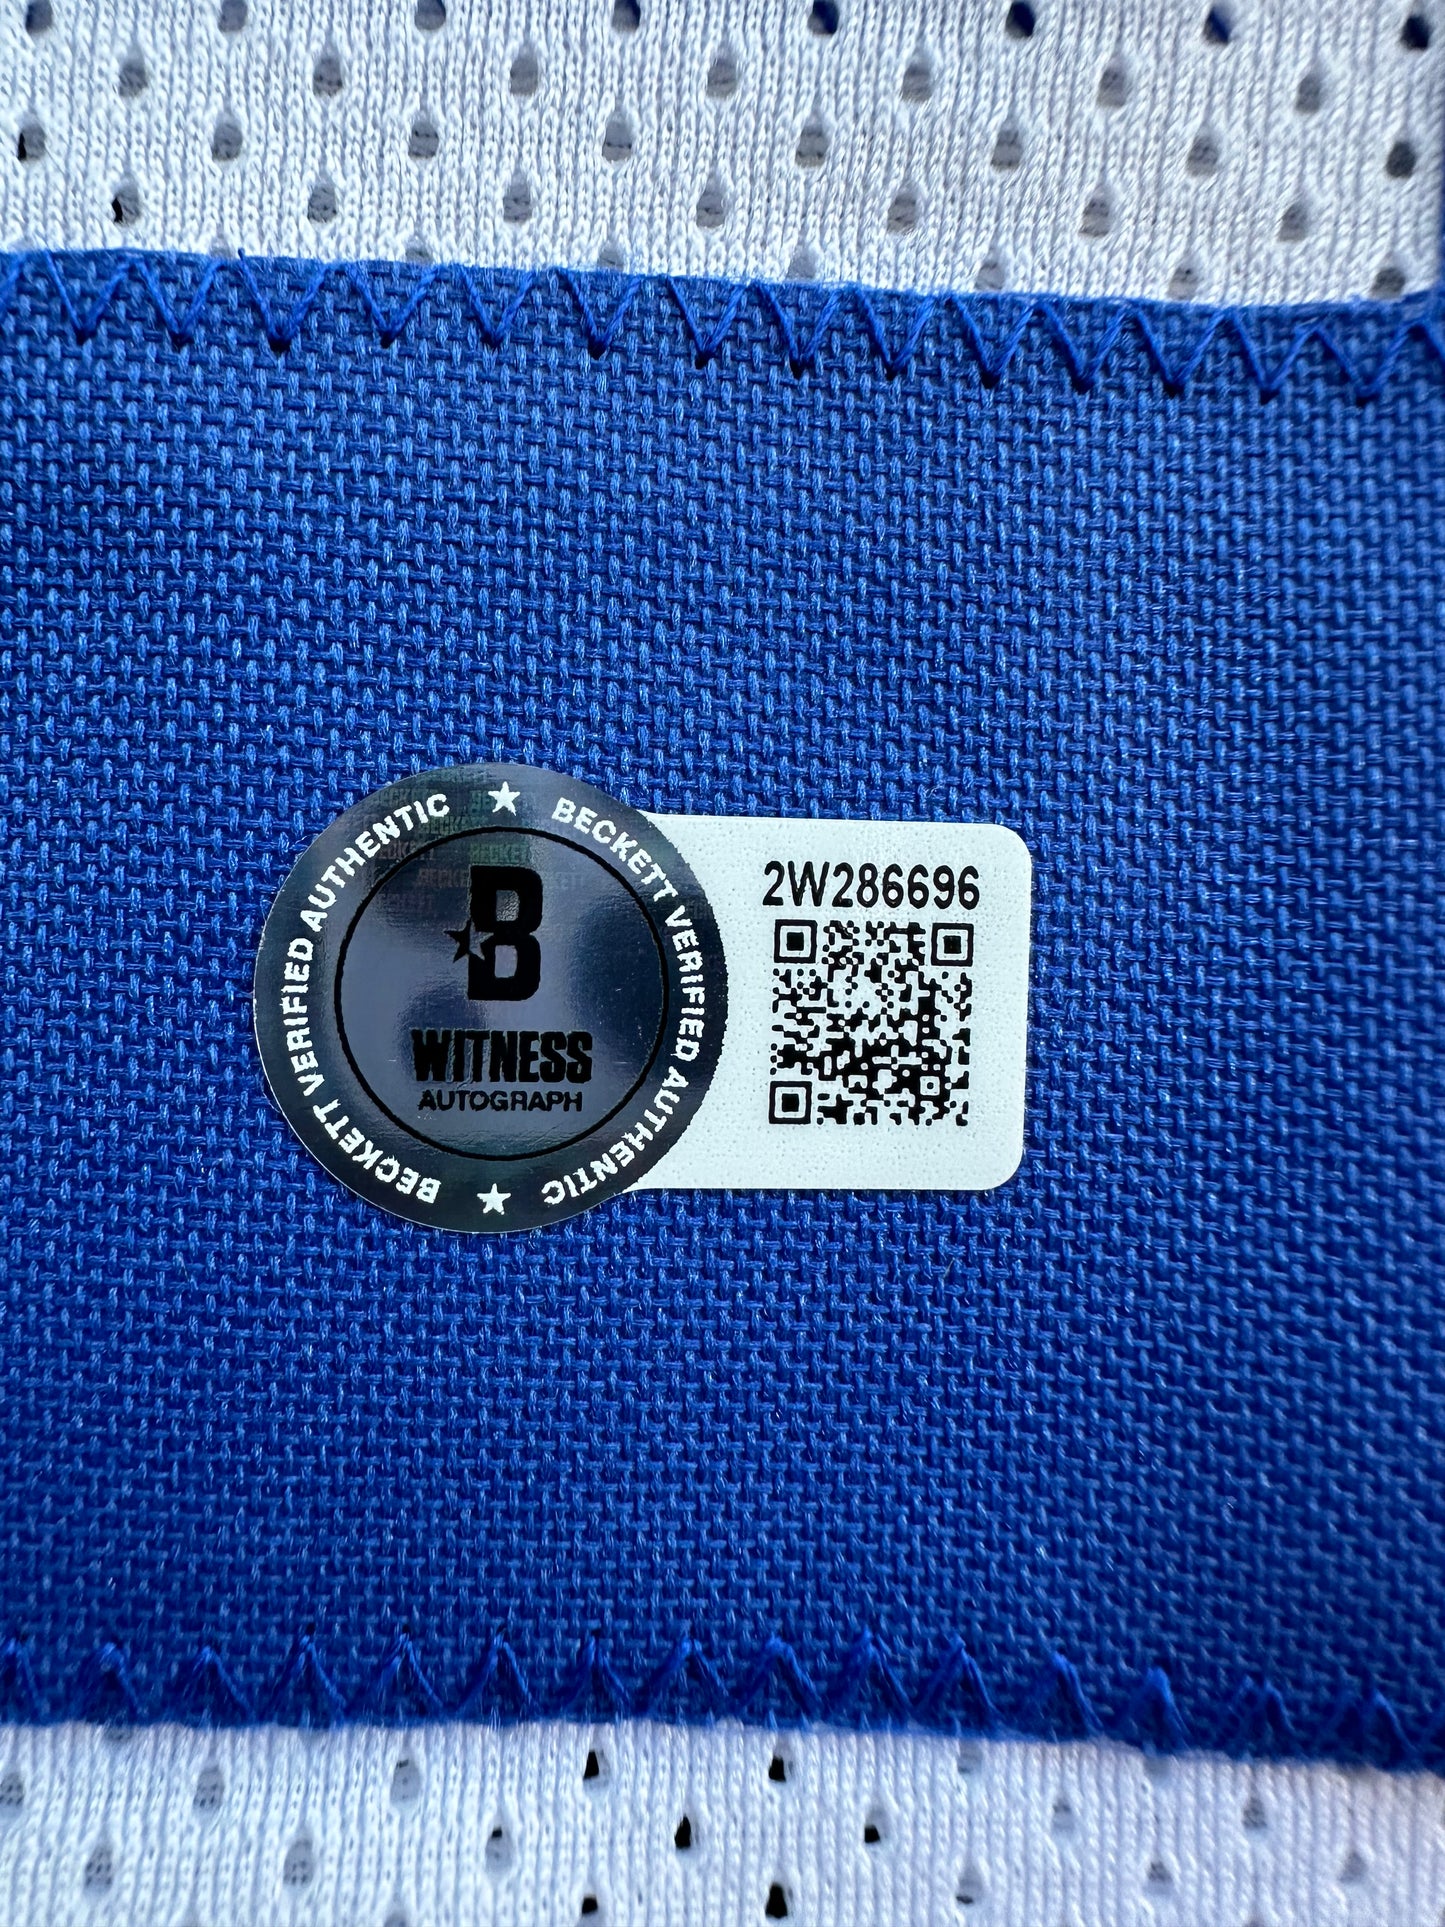 BECKETT VERIFIED AUTHENTIC ★ BECKETT VERIFIED AUTHENTIC ★
B
WITNESS
AUTOGRAPH
2W286696